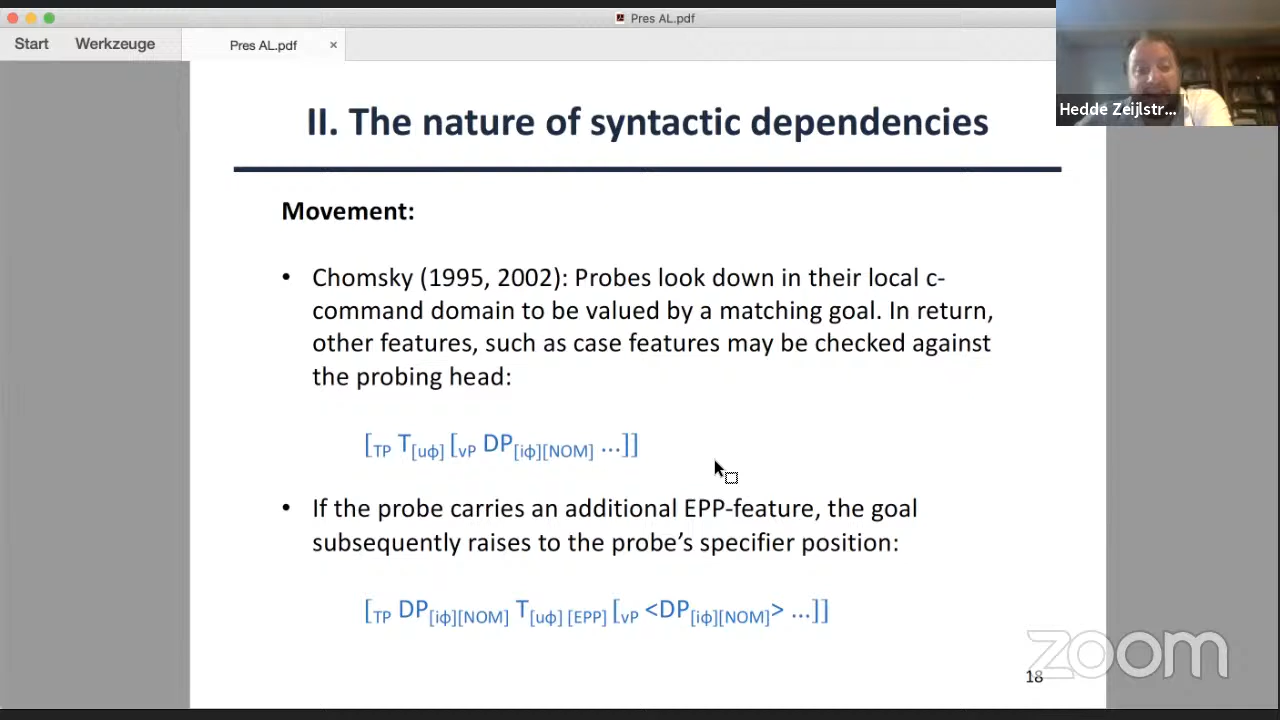 Pres AL.pdf
Start Werkzeuge Pres AL.pdf ×
Hedde Zeijlstr...
II. The nature of syntactic dependencies
Movement:
• Chomsky (1995, 2002): Probes look down in their local c-
command domain to be valued by a matching goal. In return,
other features, such as case features may be checked against
the probing head:
[TP T[uϕ] [vP DP[iϕ][NOM] ...]]
• If the probe carries an additional EPP-feature, the goal
subsequently raises to the probe's specifier position:
[TP DP[iϕ][NOM] T[uϕ] [EPP] [vP <DP[iϕ][NOM]> ...]]
zoom
18